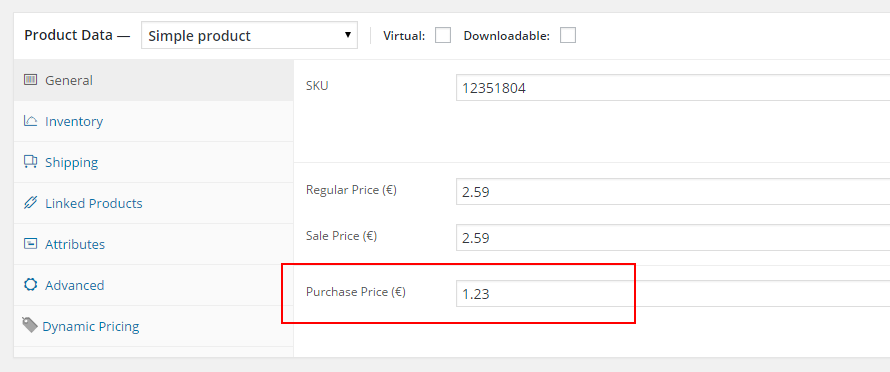 Product Data — Simple product Virtual: Downloadable:
General
Inventory
Shipping
Linked Products
Attributes
Advanced
Dynamic Pricing
SKU 12351804
Regular Price (€) 2.59
Sale Price (€) 2.59
Purchase Price (€) 1.23